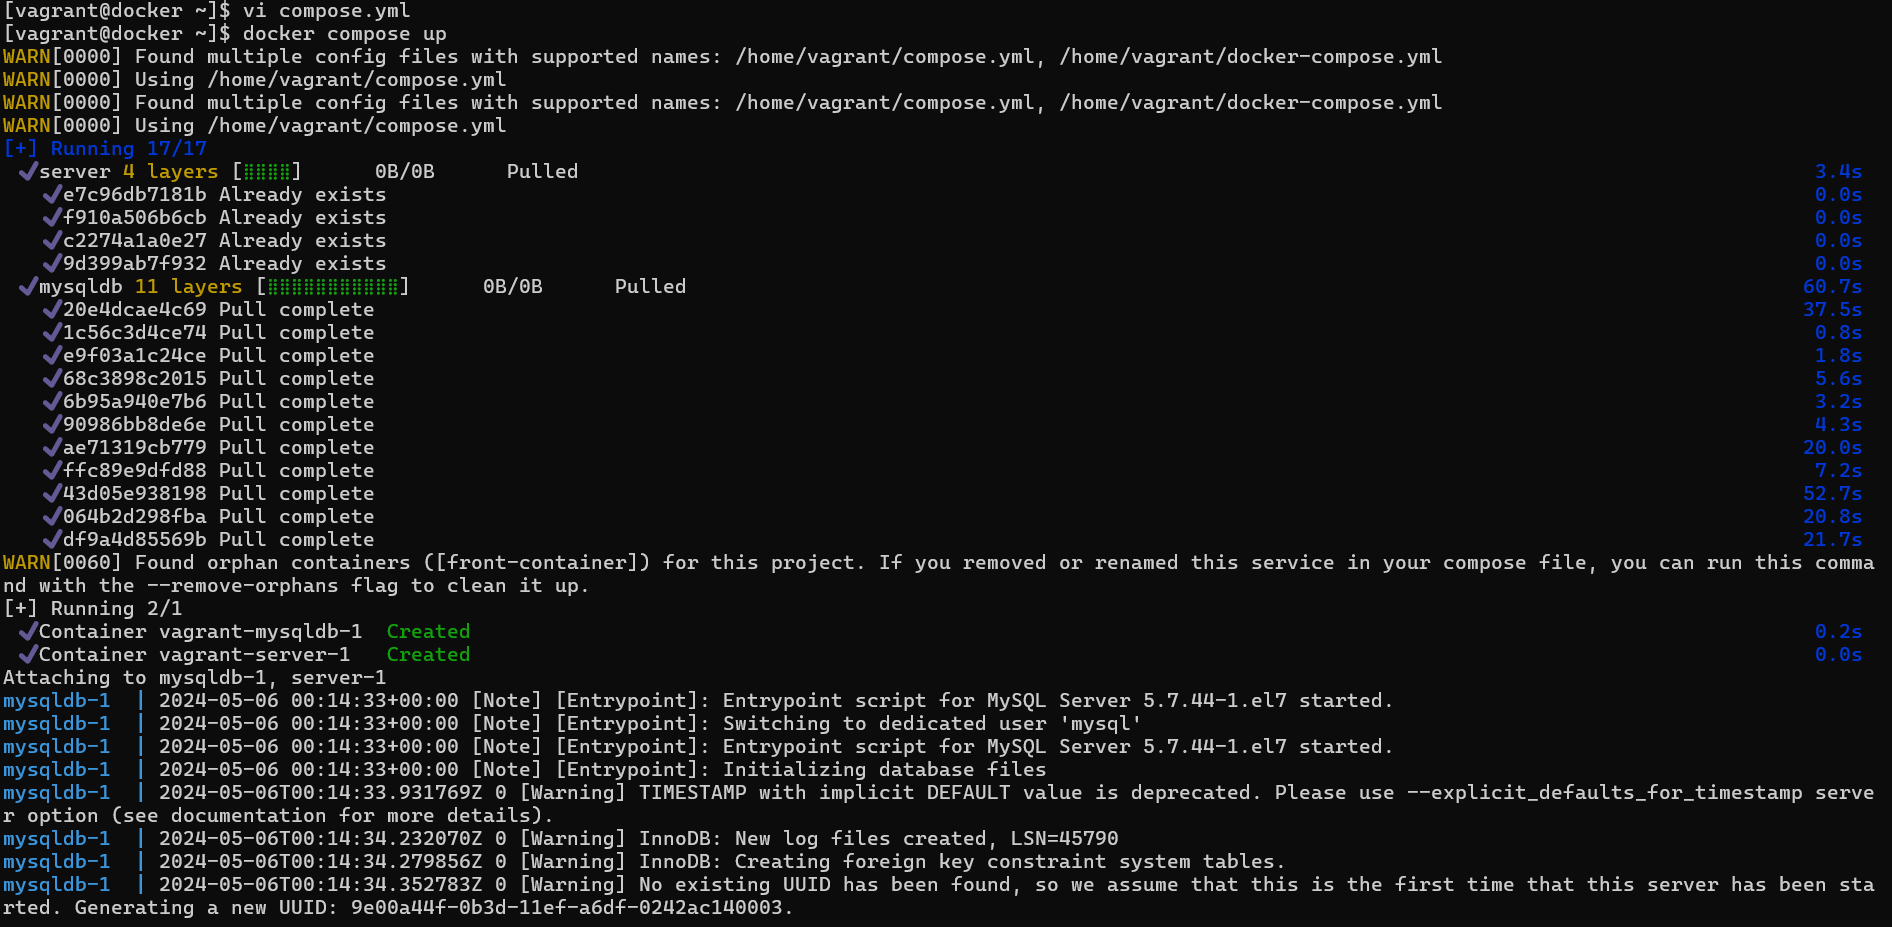 [vagrant@docker ~]$ vi compose.yml
[vagrant@docker ~]$ docker compose up
WARN[0000] Found multiple config files with supported names: /home/vagrant/compose.yml, /home/vagrant/docker-compose.yml
WARN[0000] Using /home/vagrant/compose.yml
WARN[0000] Found multiple config files with supported names: /home/vagrant/compose.yml, /home/vagrant/docker-compose.yml
WARN[0000] Using /home/vagrant/compose.yml
[+] Running 17/17
✔server 4 layers [⣿⣿⣿⣿] 0B/0B Pulled 3.4s
✔e7c96db7181b Already exists 0.0s
✔f910a506b6cb Already exists 0.0s
✔c2274a1a0e27 Already exists 0.0s
✔9d399ab7f932 Already exists 0.0s
✔mysqldb 11 layers [⣿⣿⣿⣿⣿⣿⣿⣿⣿⣿⣿] 0B/0B Pulled 60.7s
✔20e4dcae4c69 Pull complete 37.5s
✔1c56c3d4ce74 Pull complete 0.8s
✔e9f03a1c24ce Pull complete 1.8s
✔68c3898c2015 Pull complete 5.6s
✔6b95a940e7b6 Pull complete 3.2s
✔90986bb8de6e Pull complete 4.3s
✔ae71319cb779 Pull complete 20.0s
✔ffc89e9dfd88 Pull complete 7.2s
✔43d05e938198 Pull complete 52.7s
✔064b2d298fba Pull complete 20.8s
✔df9a4d85569b Pull complete 21.7s
WARN[0060] Found orphan containers ([front-container]) for this project. If you removed or renamed this service in your compose file, you can run this comma
nd with the --remove-orphans flag to clean it up.
[+] Running 2/1
✔Container vagrant-mysqldb-1 Created 0.2s
✔Container vagrant-server-1 Created 0.0s
Attaching to mysqldb-1, server-1
mysqldb-1 | 2024-05-06 00:14:33+00:00 [Note] [Entrypoint]: Entrypoint script for MySQL Server 5.7.44-1.el7 started.
mysqldb-1 | 2024-05-06 00:14:33+00:00 [Note] [Entrypoint]: Switching to dedicated user 'mysql'
mysqldb-1 | 2024-05-06 00:14:33+00:00 [Note] [Entrypoint]: Entrypoint script for MySQL Server 5.7.44-1.el7 started.
mysqldb-1 | 2024-05-06 00:14:33+00:00 [Note] [Entrypoint]: Initializing database files
mysqldb-1 | 2024-05-06T00:14:33.931769Z 0 [Warning] TIMESTAMP with implicit DEFAULT value is deprecated. Please use --explicit_defaults_for_timestamp serve
r option (see documentation for more details).
mysqldb-1 | 2024-05-06T00:14:34.232070Z 0 [Warning] InnoDB: New log files created, LSN=45790
mysqldb-1 | 2024-05-06T00:14:34.279856Z 0 [Warning] InnoDB: Creating foreign key constraint system tables.
mysqldb-1 | 2024-05-06T00:14:34.352783Z 0 [Warning] No existing UUID has been found, so we assume that this is the first time that this server has been sta
rted. Generating a new UUID: 9e00a44f-0b3d-11ef-a6df-0242ac140003.